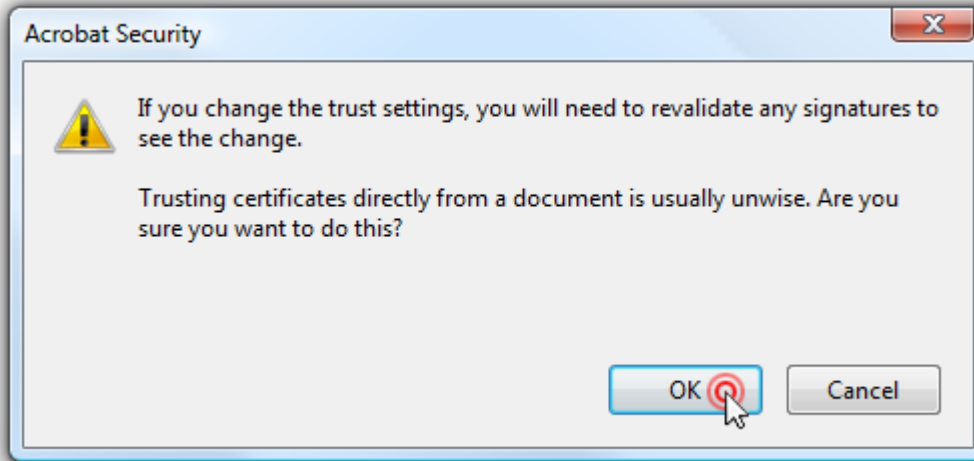 Acrobat Security
If you change the trust settings, you will need to revalidate any signatures to
see the change.
Trusting certificates directly from a document is usually unwise. Are you
sure you want to do this?
OK
Cancel